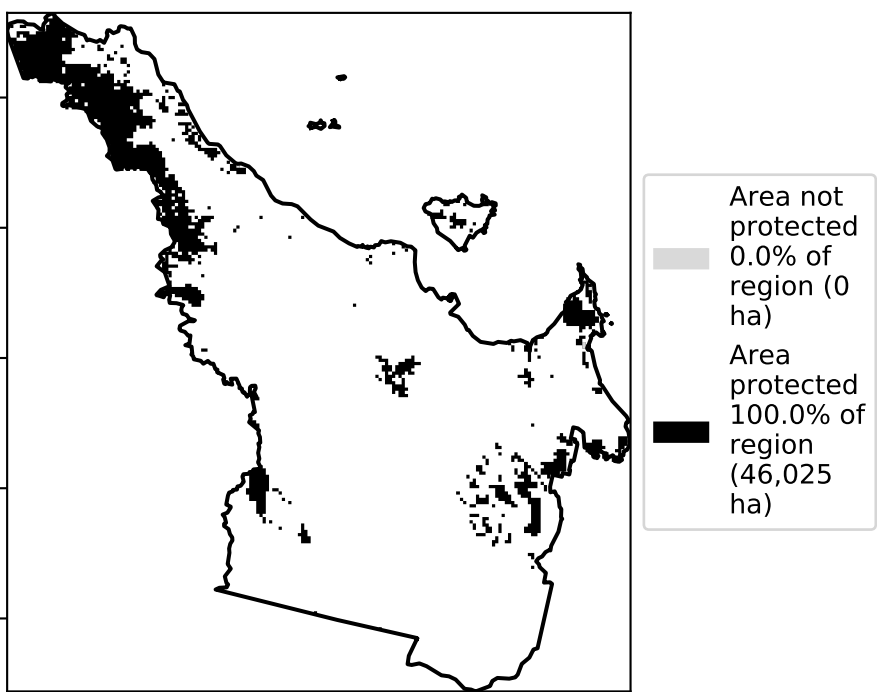 Area not
protected
0.0% of
region (0
ha)
Area
protected
100.0% of
region
(46,025
ha)